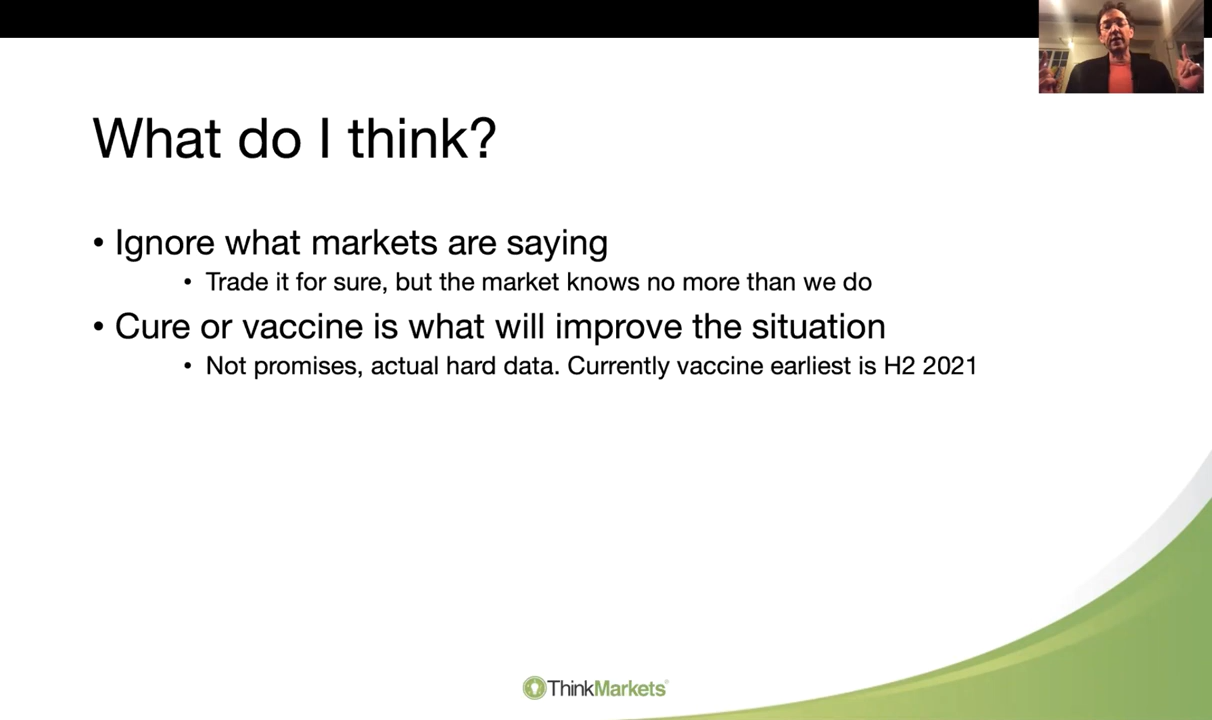 What do I think?
• Ignore what markets are saying
• Trade it for sure, but the market knows no more than we do
• Cure or vaccine is what will improve the situation
• Not promises, actual hard data. Currently vaccine earliest is H2 2021
ThinkMarkets